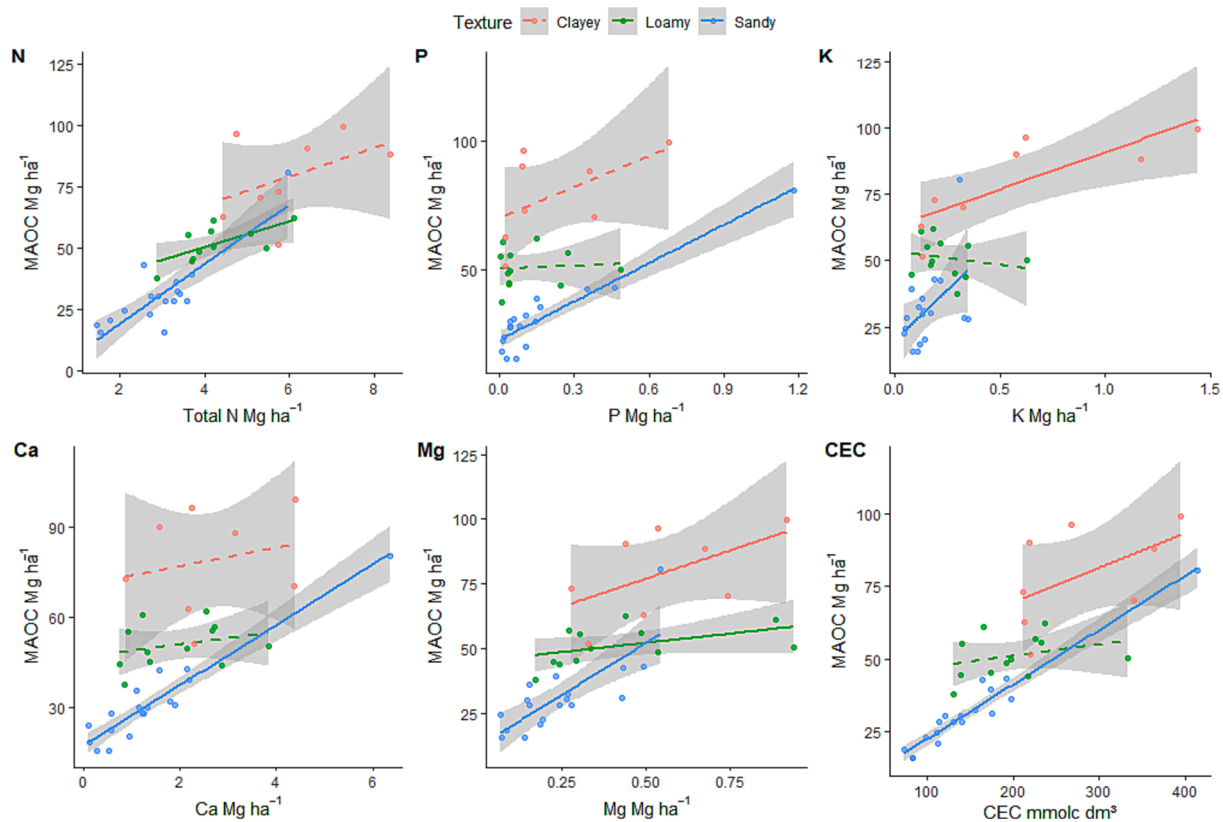 Texture Clayey Loamy Sandy
N
125
100
75
50
25
0
MAOC Mg ha⁻¹
2 4 6 8
Total N Mg ha⁻¹
P
100
50
MAOC Mg ha⁻¹
0.0 0.3 0.6 0.9 1.2
P Mg ha⁻¹
K
125
100
75
50
25
MAOC Mg ha⁻¹
0.0 0.5 1.0 1.5
K Mg ha⁻¹
Ca
90
60
30
MAOC Mg ha⁻¹
0 2 4 6
Ca Mg ha⁻¹
Mg
125
100
75
50
25
MAOC Mg ha⁻¹
0.25 0.50 0.75
Mg Mg ha⁻¹
CEC
125
100
75
50
25
MAOC Mg ha⁻¹
100 200 300 400
CEC mmolc dm³